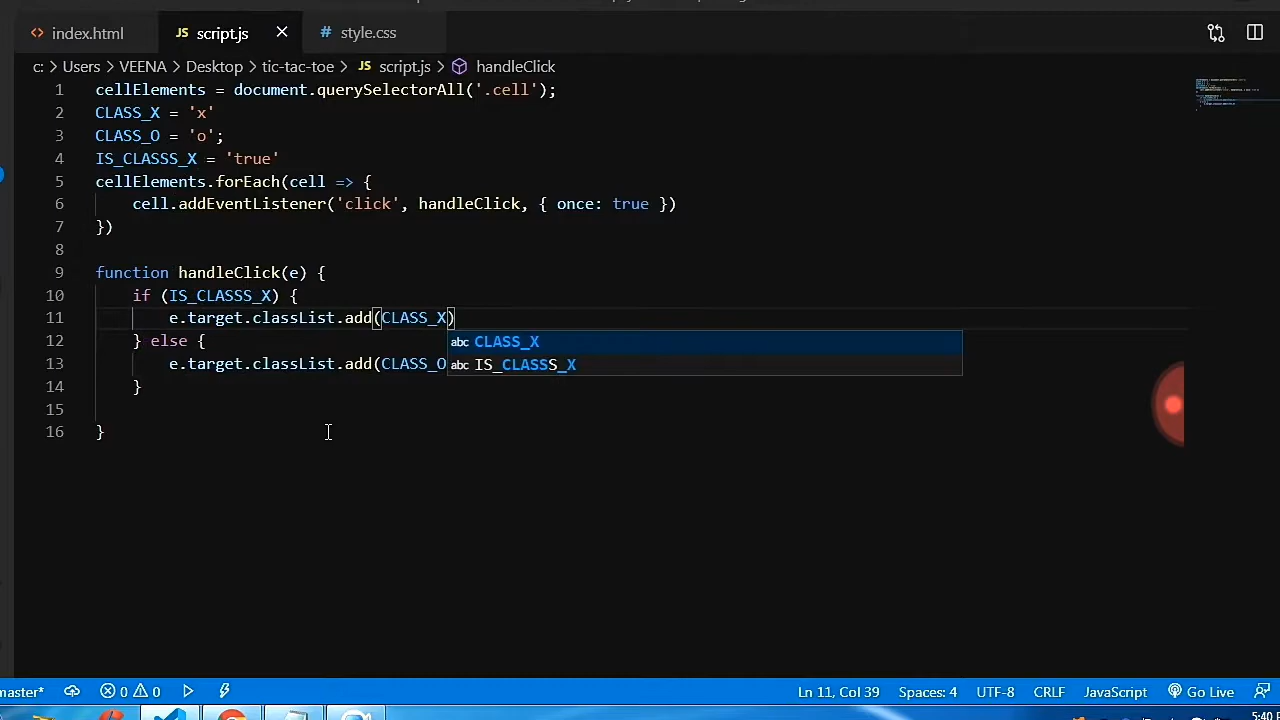 index.html
script.js
style.css
c: > Users > VEENA > Desktop > tic-tac-toe > JS script.js > handleClick
1 cellElements = document.querySelectorAll('.cell');
2 CLASS_X = 'x'
3 CLASS_O = 'o';
4 IS_CLASSS_X = 'true'
5 cellElements.forEach(cell => {
6 cell.addEventListener('click', handleClick, { once: true })
7 })
8
9 function handleClick(e) {
10 if (IS_CLASSS_X) {
11 e.target.classList.add(CLASS_X)
12 } else {
abc CLASS_X
13 e.target.classList.add(CLASS_O
abc IS_CLASSS_X
14 }
15
16 }
master* 0 0 Ln 11, Col 39 Spaces: 4 UTF-8 CRLF JavaScript Go Live
5:40